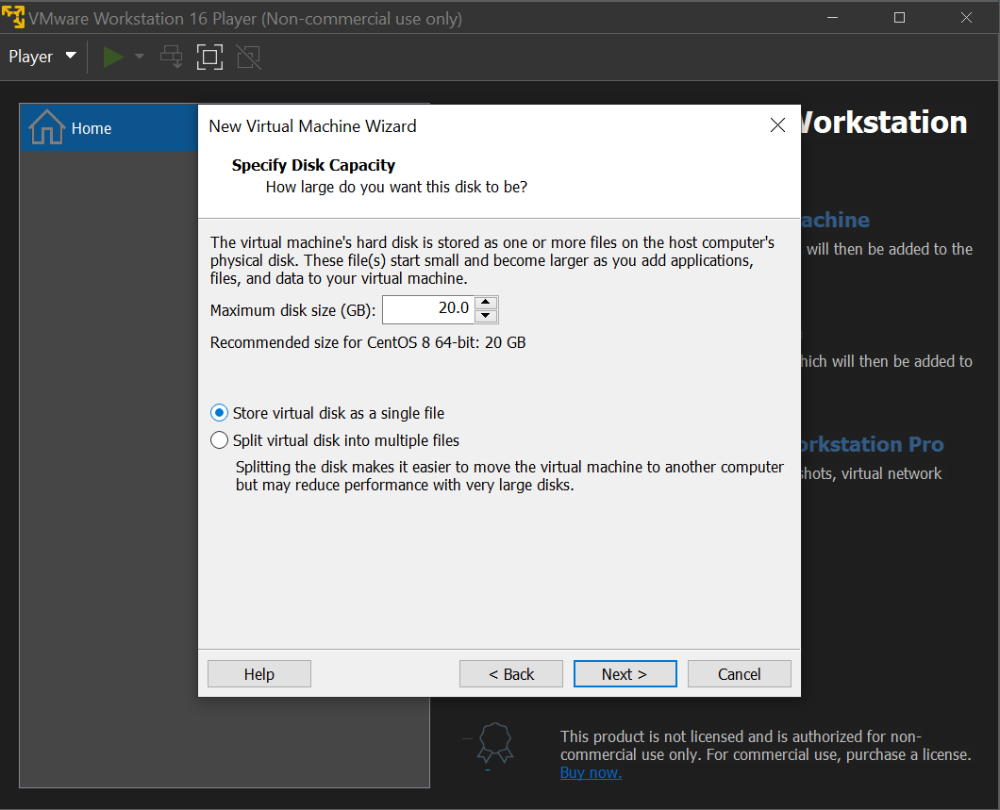 VMware Workstation 16 Player (Non-commercial use only)
Player
Home
New Virtual Machine Wizard
Specify Disk Capacity
How large do you want this disk to be?
The virtual machine's hard disk is stored as one or more files on the host computer's
physical disk. These file(s) start small and become larger as you add applications,
files, and data to your virtual machine.
Maximum disk size (GB): 20.0
Recommended size for CentOS 8 64-bit: 20 GB
Store virtual disk as a single file
Split virtual disk into multiple files
Splitting the disk makes it easier to move the virtual machine to another computer
but may reduce performance with very large disks.
Help
< Back
Next >
Cancel
Workstation
achine
will then be added to the
hich will then be added to
orkstation Pro
shots, virtual network
This product is not licensed and is authorized for non-
commercial use only. For commercial use, purchase a license.
Buy now.